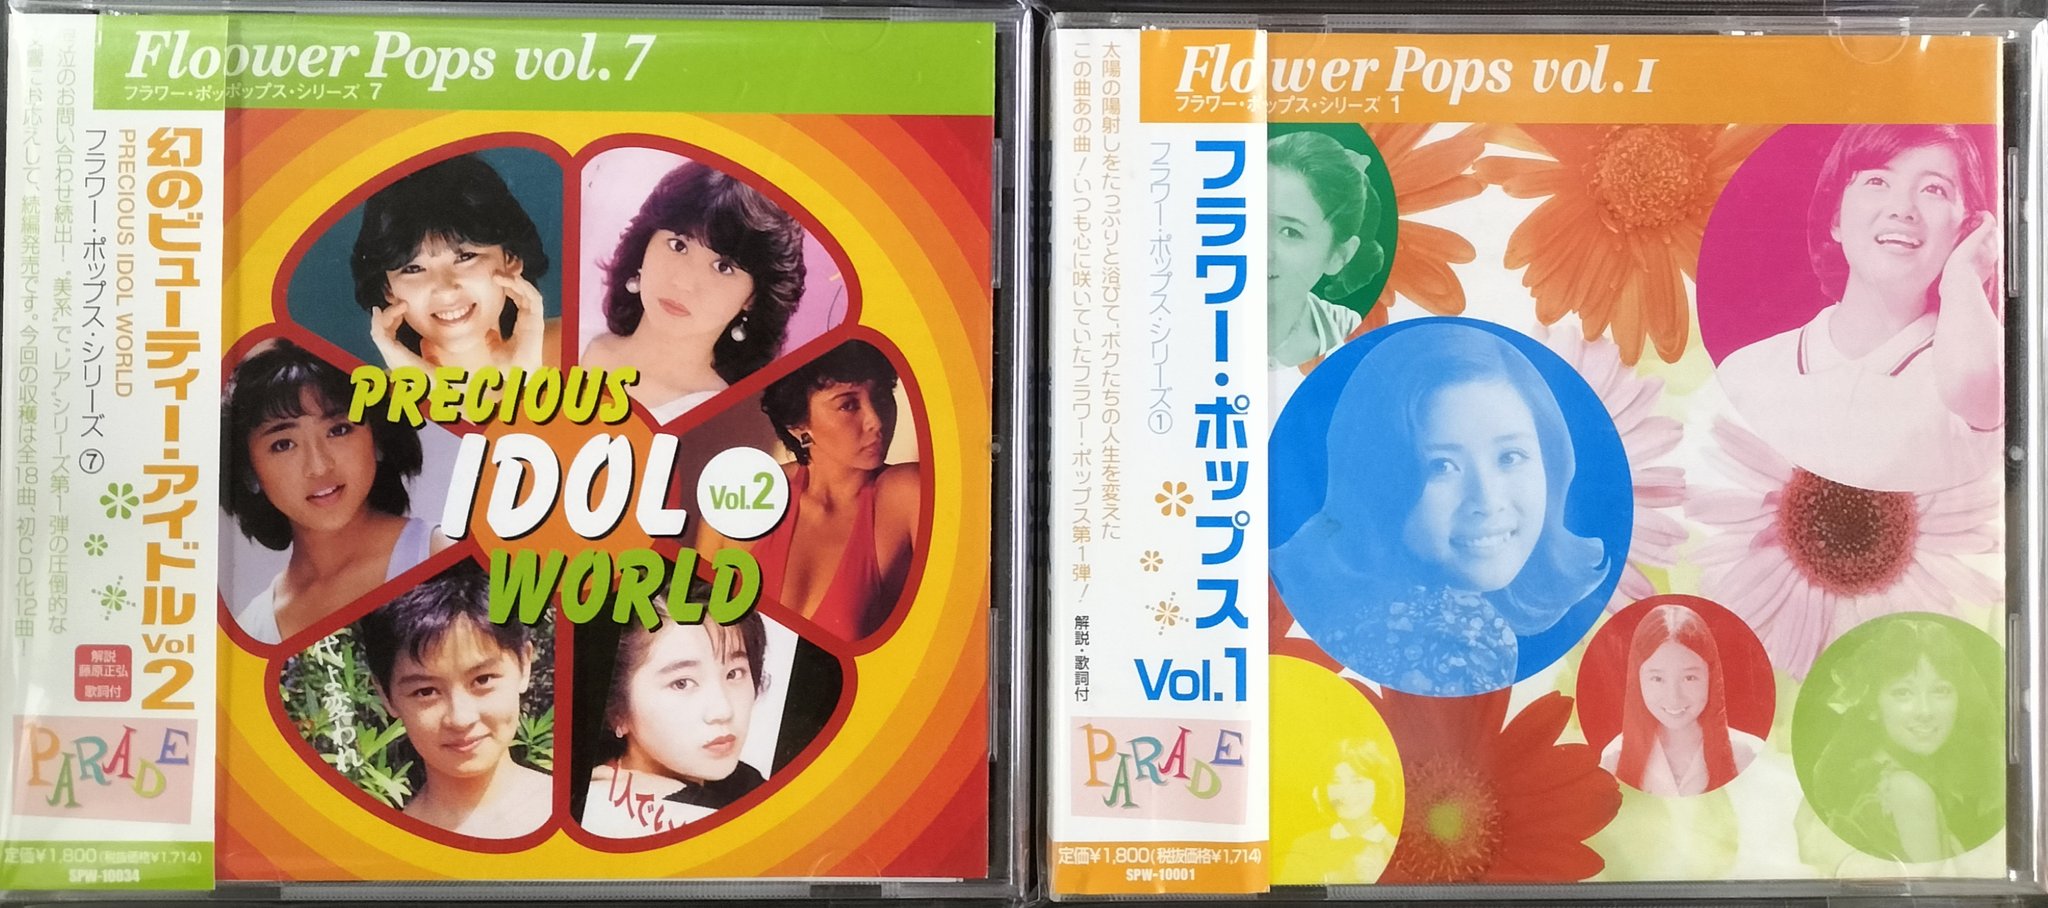 Floower Pops vol.7
フラワー・ポッポップス・シリーズ 7
幻のビューティー・アイドル Vol 2
PRECIOUS IDOL WORLD
フラワー・ポップス・シリーズ ⑦
泣のお問い合わせ続出！“美系”で“レア”シリーズ第1弾の圧倒的な
にお応えして、続編発売です。今回の収穫は全18曲、初CD化12曲！
解説
藤原正弘
歌詞付
PARADE
定価¥1,800(税抜価格¥1,714)
SPW-10034
PRECIOUS
IDOL
Vol.2
WORLD
代よ変われ
Flower Pops vol.1
フラワー・ポップス・シリーズ 1
フラワー・ポップス Vol.1
フラワー・ポップス・シリーズ①
太陽の陽射しをたっぷりと浴びて、ボクたちの人生を変えた
この曲あの曲！いつも心に咲いていたフラワー・ポップス第1弾！
解説・歌詞付
PARADE
定価¥1,800(税抜価格¥1,714)
SPW-10001